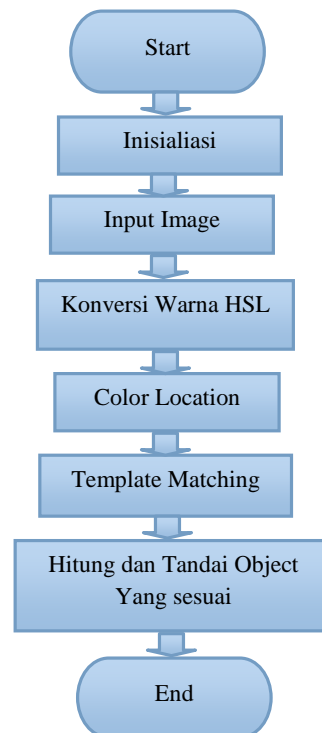 Start
Inisialiasi
Input Image
Konversi Warna HSL
Color Location
Template Matching
Hitung dan Tandai Object
Yang sesuai
End